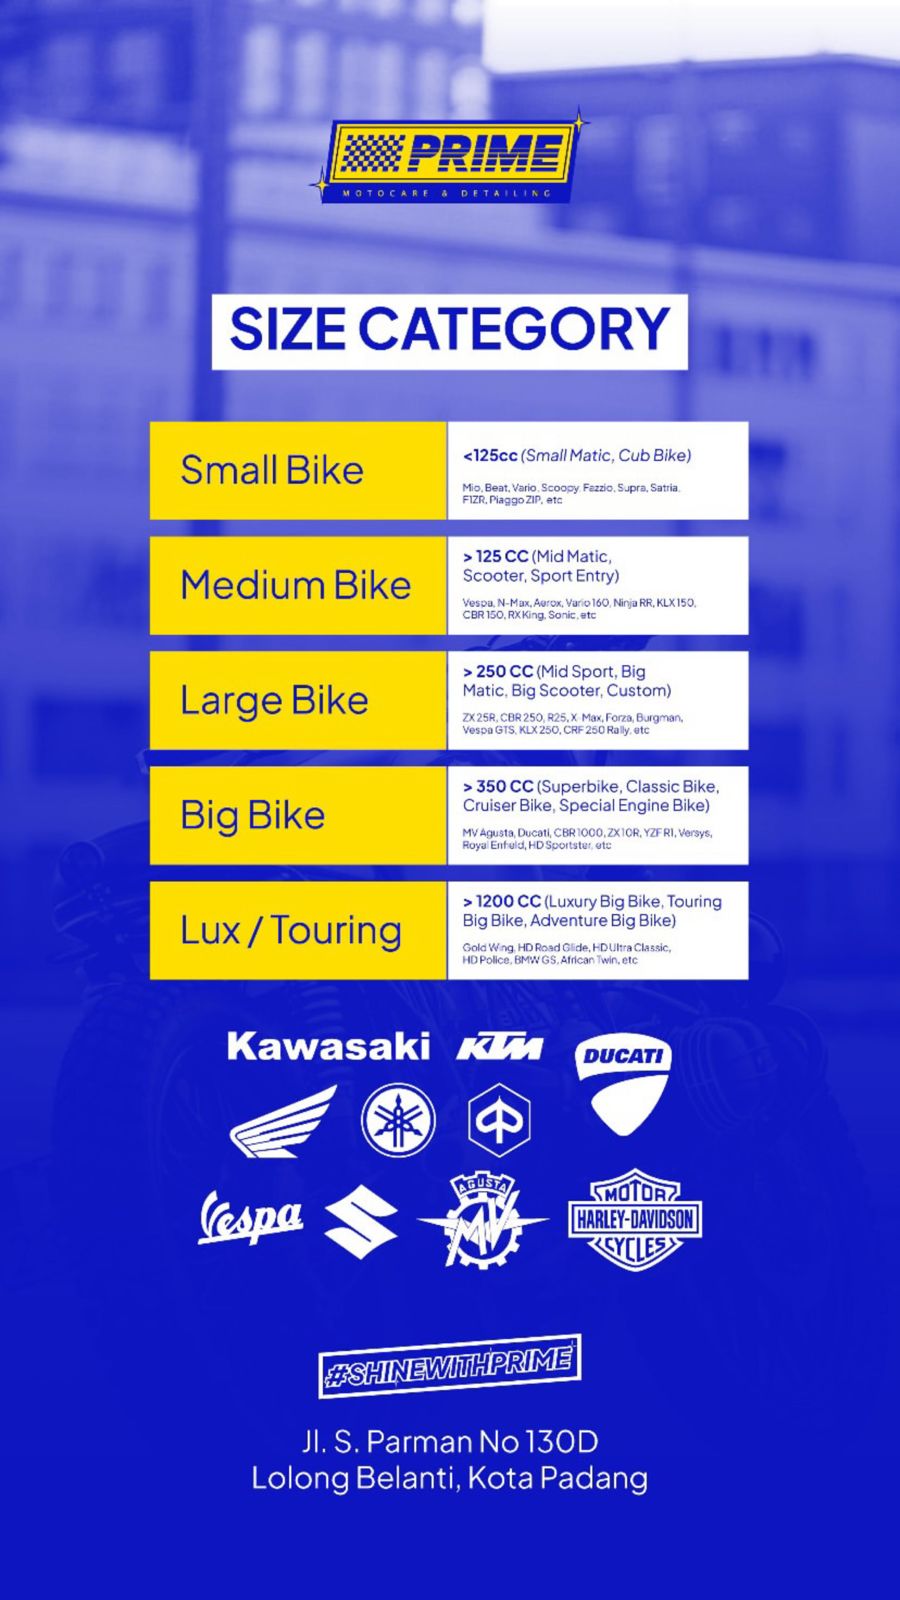 PRIME
MOTOCARE & DETAILING
SIZE CATEGORY
Small Bike
<125cc (Small Matic, Cub Bike)
Mio, Beat, Vario, Scoopy, Fazzio, Supra, Satria,
F1ZR, Piaggo ZIP, etc
Medium Bike
> 125 CC (Mid Matic,
Scooter, Sport Entry)
Vespa, N-Max, Aerox, Vario 160, Ninja RR, KLX 150,
CBR 150, RX King, Sonic, etc
Large Bike
> 250 CC (Mid Sport, Big
Matic, Big Scooter, Custom)
ZX 25R, CBR 250, R25, X-Max, Forza, Burgman,
Vespa GTS, KLX 250, CRF 250 Rally, etc
Big Bike
> 350 CC (Superbike, Classic Bike,
Cruiser Bike, Special Engine Bike)
MV Agusta, Ducati, CBR 1000, ZX10R, YZF R1, Versys,
Royal Enfield, HD Sportster, etc
Lux / Touring
> 1200 CC (Luxury Big Bike, Touring
Big Bike, Adventure Big Bike)
Gold Wing, HD Road Glide, HD Ultra Classic,
HD Police, BMW GS, African Twin, etc
Kawasaki
KTM
DUCATI
Vespa
AGUSTA
MV
MOTOR
HARLEY-DAVIDSON
CYCLES
#SHINEWITHPRIME
Jl. S. Parman No 130D
Lolong Belanti, Kota Padang